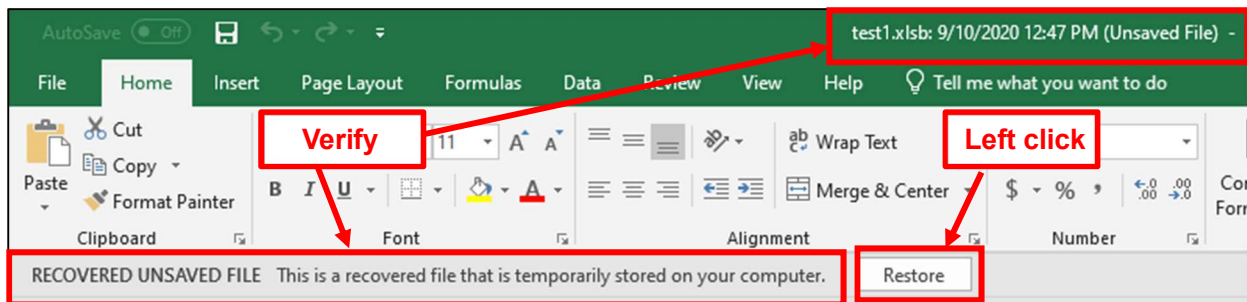 AutoSave Off test1.xlsb: 9/10/2020 12:47 PM (Unsaved File) -
File Home Insert Page Layout Formulas Data Review View Help Tell me what you want to do
Cut
Copy
Paste
Format Painter
Verify
11 A A
ab
c Wrap Text
Left click
B I U A
Merge & Center $ % , .0 .00 .00 .0
Clipboard Font Alignment Number
RECOVERED UNSAVED FILE This is a recovered file that is temporarily stored on your computer. Restore